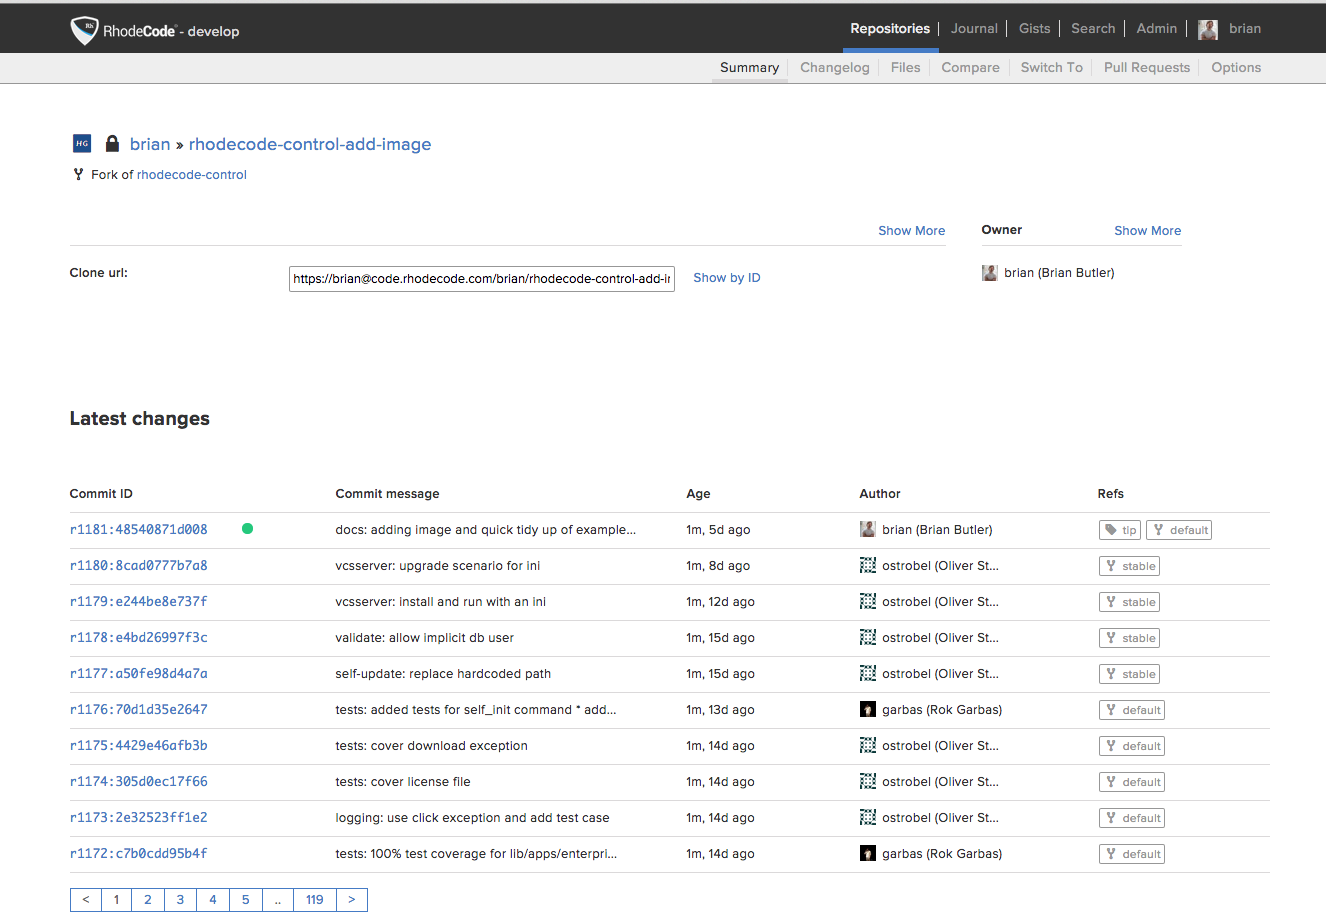 RhodeCode - develop
Repositories Journal Gists Search Admin brian
Summary Changelog Files Compare Switch To Pull Requests Options
HG brian » rhodecode-control-add-image
Fork of rhodecode-control
Show More Owner Show More
Clone url: https://brian@code.rhodecode.com/brian/rhodecode-control-add-i Show by ID brian (Brian Butler)
Latest changes
Commit ID Commit message Age Author Refs
r1181:48540871d008 docs: adding image and quick tidy up of example... 1m, 5d ago brian (Brian Butler) tip default
r1180:8cad0777b7a8 vcsserver: upgrade scenario for ini 1m, 8d ago ostrobel (Oliver St... stable
r1179:e244be8e737f vcsserver: install and run with an ini 1m, 12d ago ostrobel (Oliver St... stable
r1178:e4bd26997f3c validate: allow implicit db user 1m, 15d ago ostrobel (Oliver St... stable
r1177:a50fe98d4a7a self-update: replace hardcoded path 1m, 15d ago ostrobel (Oliver St... stable
r1176:70d1d35e2647 tests: added tests for self_init command * add... 1m, 13d ago garbas (Rok Garbas) default
r1175:4429e46afb3b tests: cover download exception 1m, 14d ago ostrobel (Oliver St... default
r1174:305d0ec17f66 tests: cover license file 1m, 14d ago ostrobel (Oliver St... default
r1173:2e32523ff1e2 logging: use click exception and add test case 1m, 14d ago ostrobel (Oliver St... default
r1172:c7b0cdd95b4f tests: 100% test coverage for lib/apps/enterpri... 1m, 14d ago garbas (Rok Garbas) default
< 1 2 3 4 5 .. 119 >